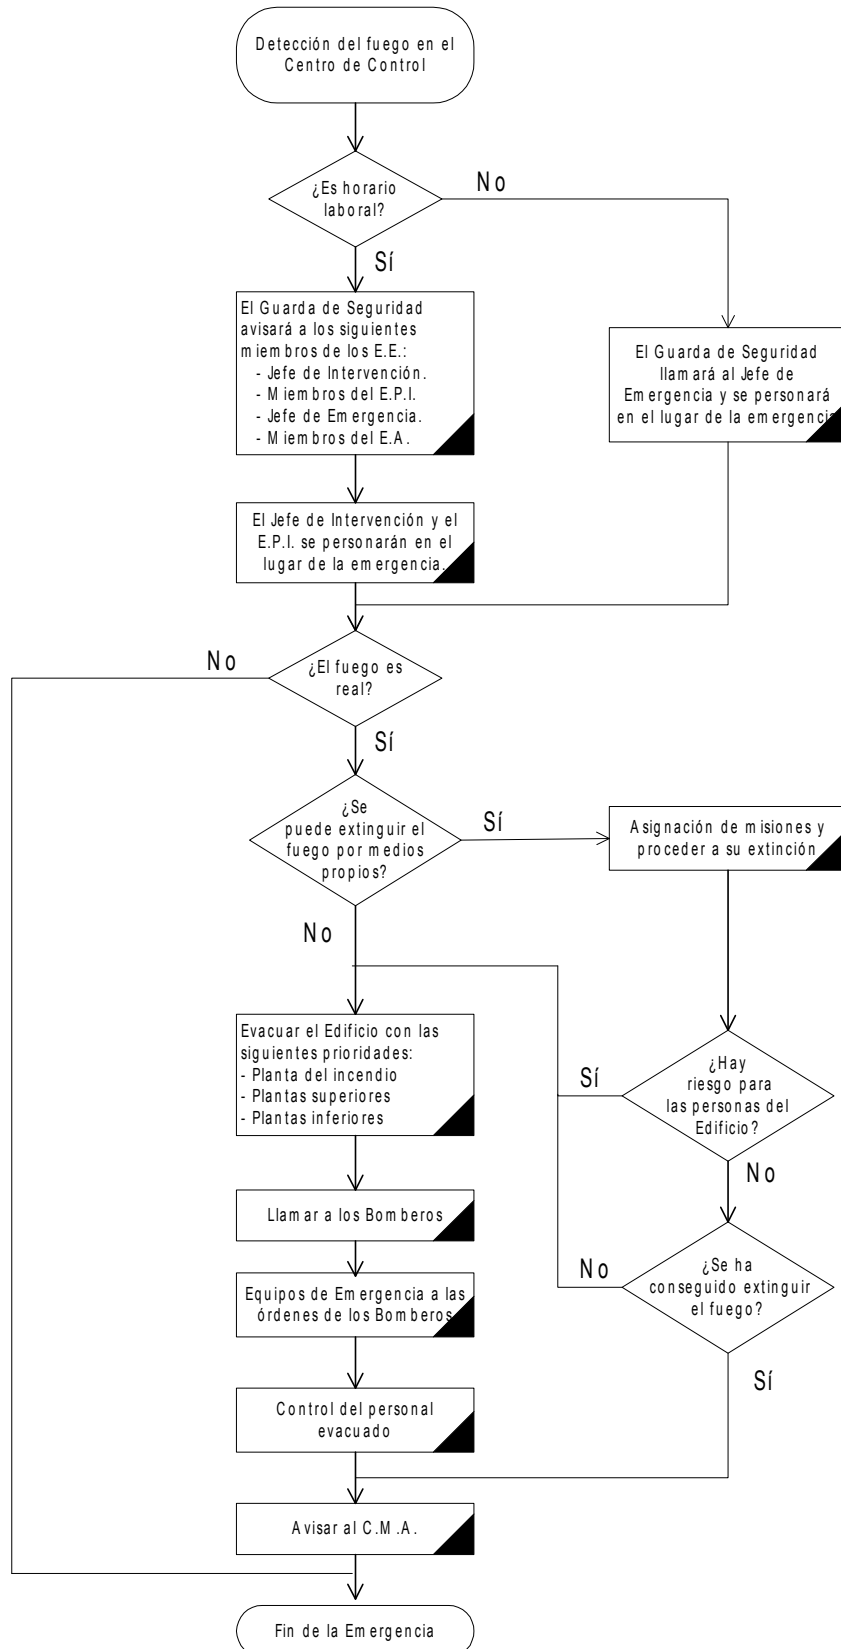 Detección del fuego en el
Centro de Control
¿Es horario
laboral?
No
Sí
El Guarda de Seguridad
avisará a los siguientes
miembros de los E.E.:
- Jefe de Intervención.
- Miembros del E.P.I.
- Jefe de Emergencia.
- Miembros del E.A.
El Guarda de Seguridad
llamará al Jefe de
Emergencia y se personará
en el lugar de la emergencia
El Jefe de Intervención y el
E.P.I. se personarán en el
lugar de la emergencia.
No
¿El fuego es
real?
Sí
¿Se
puede extinguir el
fuego por medios
propios?
Sí
Asignación de misiones y
proceder a su extinción
No
Evacuar el Edificio con las
siguientes prioridades:
- Planta del incendio
- Plantas superiores
- Plantas inferiores
Sí
¿Hay
riesgo para
las personas del
Edificio?
No
Llamar a los Bomberos
No
¿Se ha
conseguido extinguir
el fuego?
Sí
Equipos de Emergencia a las
órdenes de los Bomberos
Control del personal
evacuado
Avisar al C.M.A.
Fin de la Emergencia